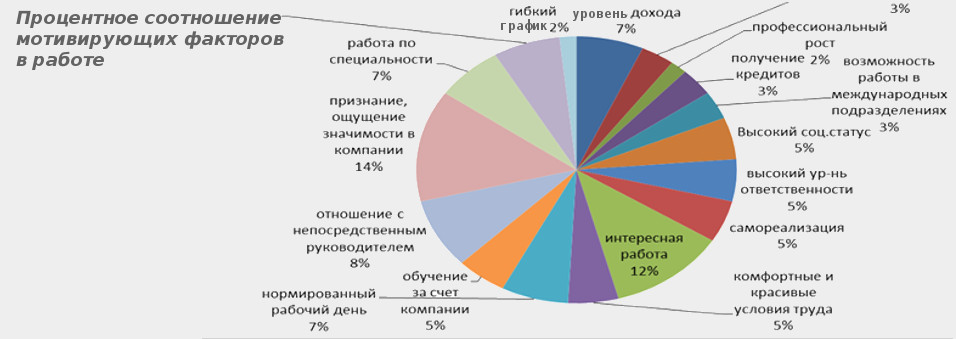 Процентное соотношение
мотивирующих факторов
в работе
гибкий
график 2%
уровень дохода
7%
3%
профессиональный
рост
2%
получение
кредитов
3%
возможность
работы в
международных
подразделениях
3%
Высокий соц.статус
5%
высокий ур-нь
ответственности
5%
самореализация
5%
комфортные и
красивые
условия труда
5%
интересная
работа
12%
нормированный
рабочий день
7%
обучение
за счет
компании
5%
отношение с
непосредственным
руководителем
8%
признание,
ощущение
значимости в
компании
14%
работа по
специальности
7%